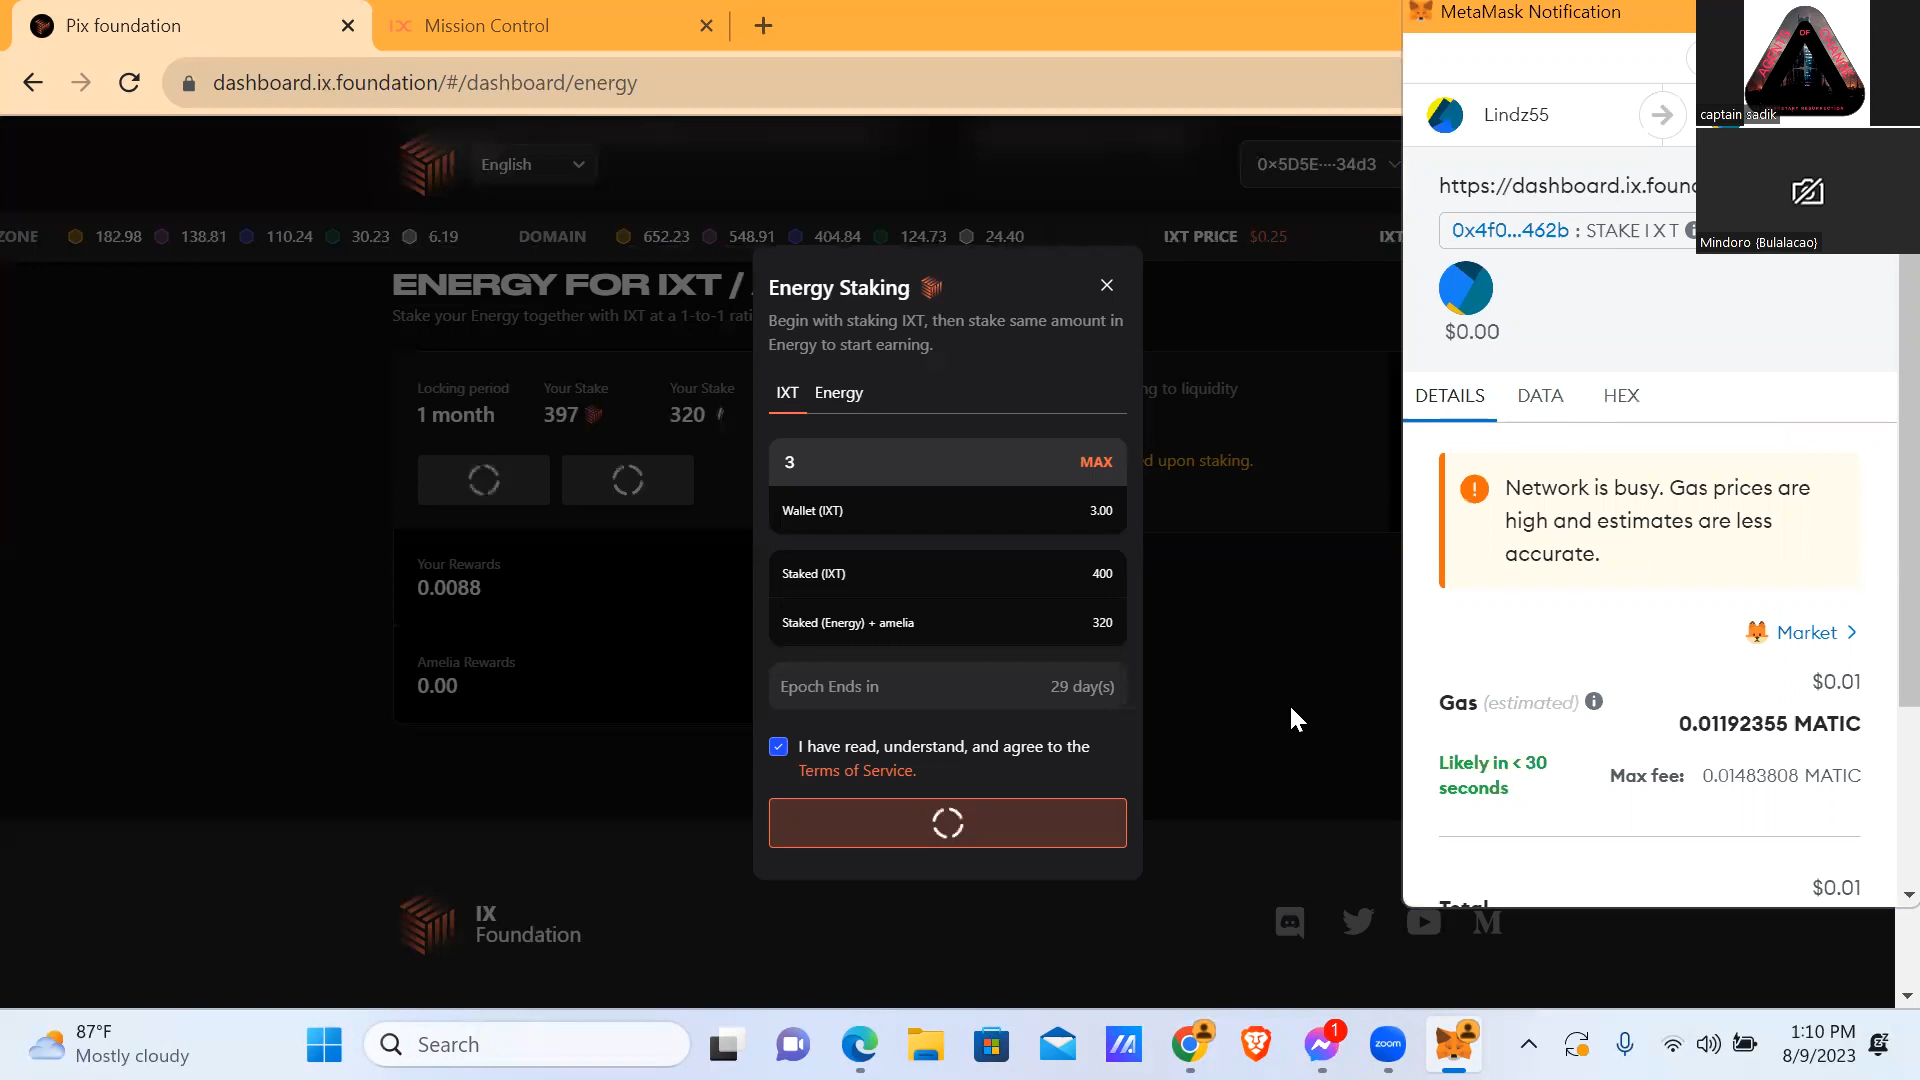 Pix foundation
Mission Control
dashboard.ix.foundation/#/dashboard/energy
English
0×5D5E····34d3
ZONE 182.98 138.81 110.24 30.23 6.19 DOMAIN 652.23 548.91 404.84 124.73 24.40 IXT PRICE $0.25 IXT
ENERGY FOR IXT /
Stake your Energy together with IXT at a 1-to-1 rati
Locking period
1 month
Your Stake
397
Your Stake
320
ng to liquidity
d upon staking.
Your Rewards
0.0088
Amelia Rewards
0.00
Energy Staking
Begin with staking IXT, then stake same amount in
Energy to start earning.
IXT Energy
3 MAX
Wallet (IXT) 3.00
Staked (IXT) 400
Staked (Energy) + amelia 320
Epoch Ends in 29 day(s)
I have read, understand, and agree to the
Terms of Service.
IX
Foundation
MetaMask Notification
Lindz55
https://dashboard.ix.foun
0x4f0...462b : STAKE I X T
$0.00
DETAILS DATA HEX
Network is busy. Gas prices are
high and estimates are less
accurate.
Market
$0.01
Gas (estimated)
0.01192355 MATIC
Likely in < 30
seconds
Max fee: 0.01483808 MATIC
$0.01
Total
AGENTS OF CHANGE
captain sadik
Mindoro {Bulalacao}
87°F
Mostly cloudy
Search
1
zoom
1:10 PM
8/9/2023